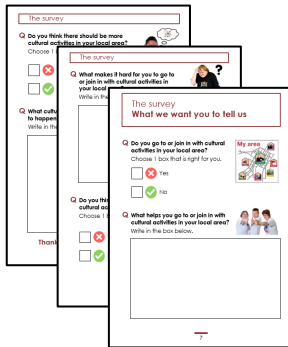 The survey
Q Do you think there should be more
cultural activities in your local area?
Choose 1
Q What cultu
to happen
Write in the
Thank
The survey
Q What makes it hard for you to go to
or join in with cultural activities in
your local
Write in the
?
Q Do you thin
cultural ac
Choose 1 b
The survey
What we want you to tell us
Q Do you go to or join in with cultural
activities in your local area?
Choose 1 box that is right for you.
My area
Yes
No
Q What helps you go to or join in with
cultural activities in your local area?
Write in the box below.
7